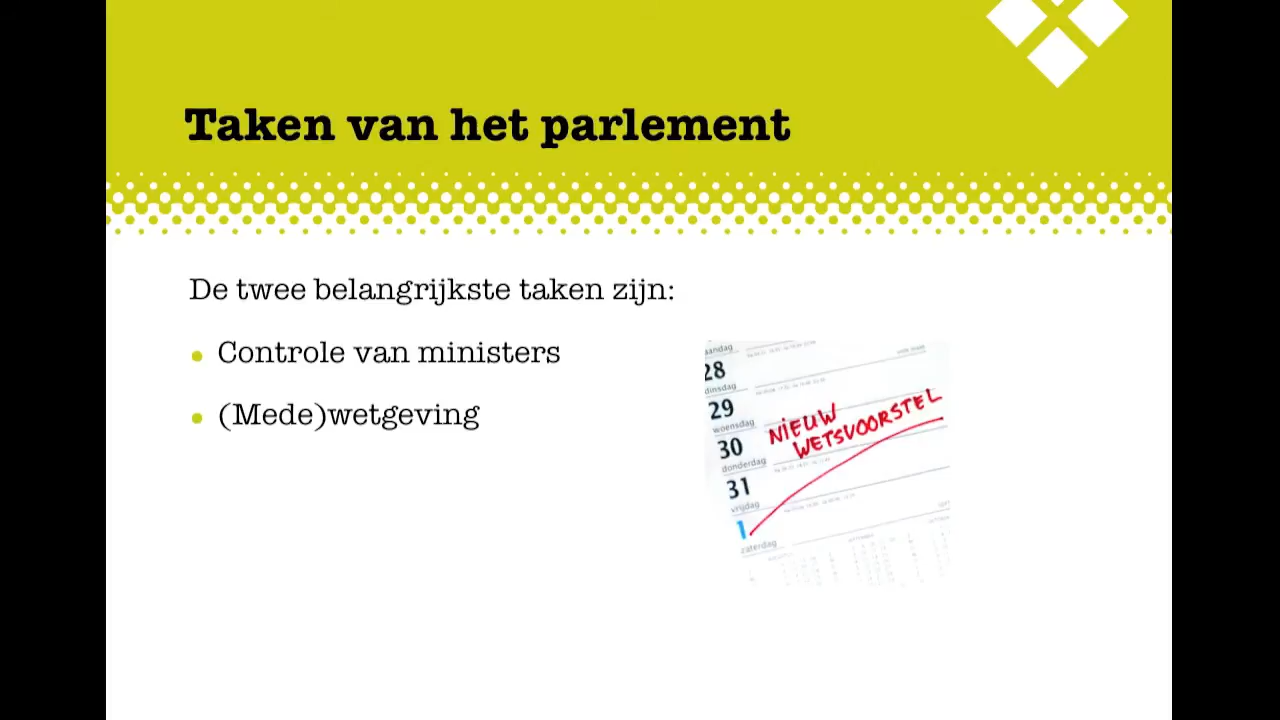 Taken van het parlement
De twee belangrijkste taken zijn:
Controle van ministers
(Mede)wetgeving
28
dinsdag
29
woensdag
30
donderdag
31
vrijdag
1
zaterdag
NIEUW
WETSVOORSTEL